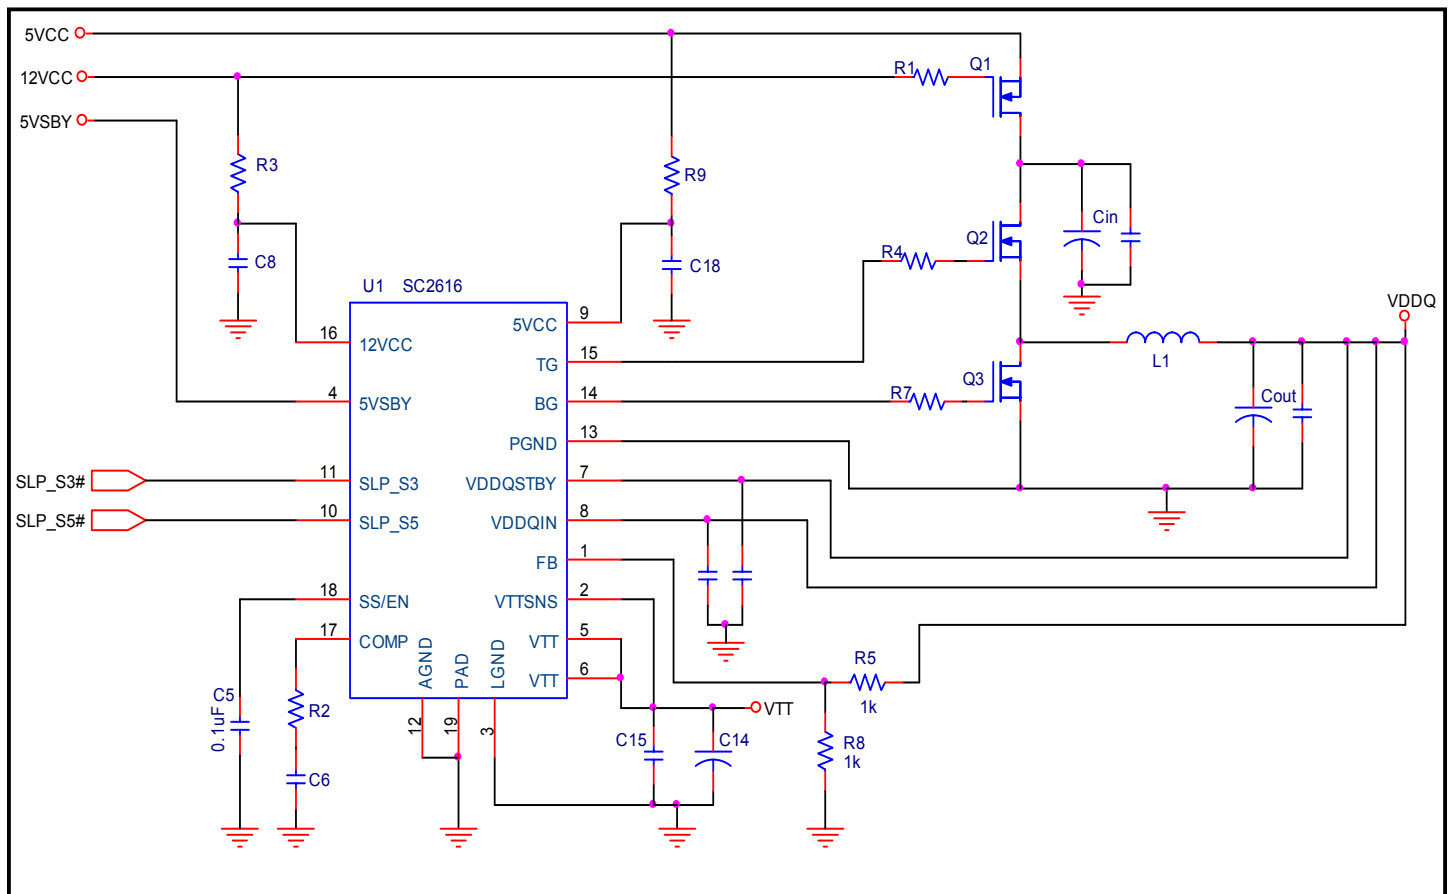 5VCC
12VCC
5VSBY
R1
Q1
R3
R9
Cin
Q2
R4
C8
C18
U1 SC2616
VDDQ
9
5VCC
16
12VCC
15
TG
L1
Q3
4
5VSBY
14
BG
R7
Cout
13
PGND
SLP_S3#
11
SLP_S3
7
VDDQSTBY
SLP_S5#
10
SLP_S5
8
VDDQIN
1
FB
18
SS/EN
2
VTTSNS
17
COMP
5
VTT
6
VTT
AGND
PAD
LGND
12
19
3
R5
1k
C5
0.1uF
R2
VTT
C15
C14
R8
1k
C6